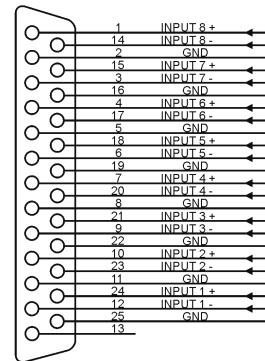 1 INPUT 8 +
14 INPUT 8 -
2 GND
15 INPUT 7 +
3 INPUT 7 -
16 GND
4 INPUT 6 +
17 INPUT 6 -
5 GND
18 INPUT 5 +
6 INPUT 5 -
19 GND
7 INPUT 4 +
20 INPUT 4 -
8 GND
21 INPUT 3 +
9 INPUT 3 -
22 GND
10 INPUT 2 +
23 INPUT 2 -
11 GND
24 INPUT 1 +
12 INPUT 1 -
25 GND
13